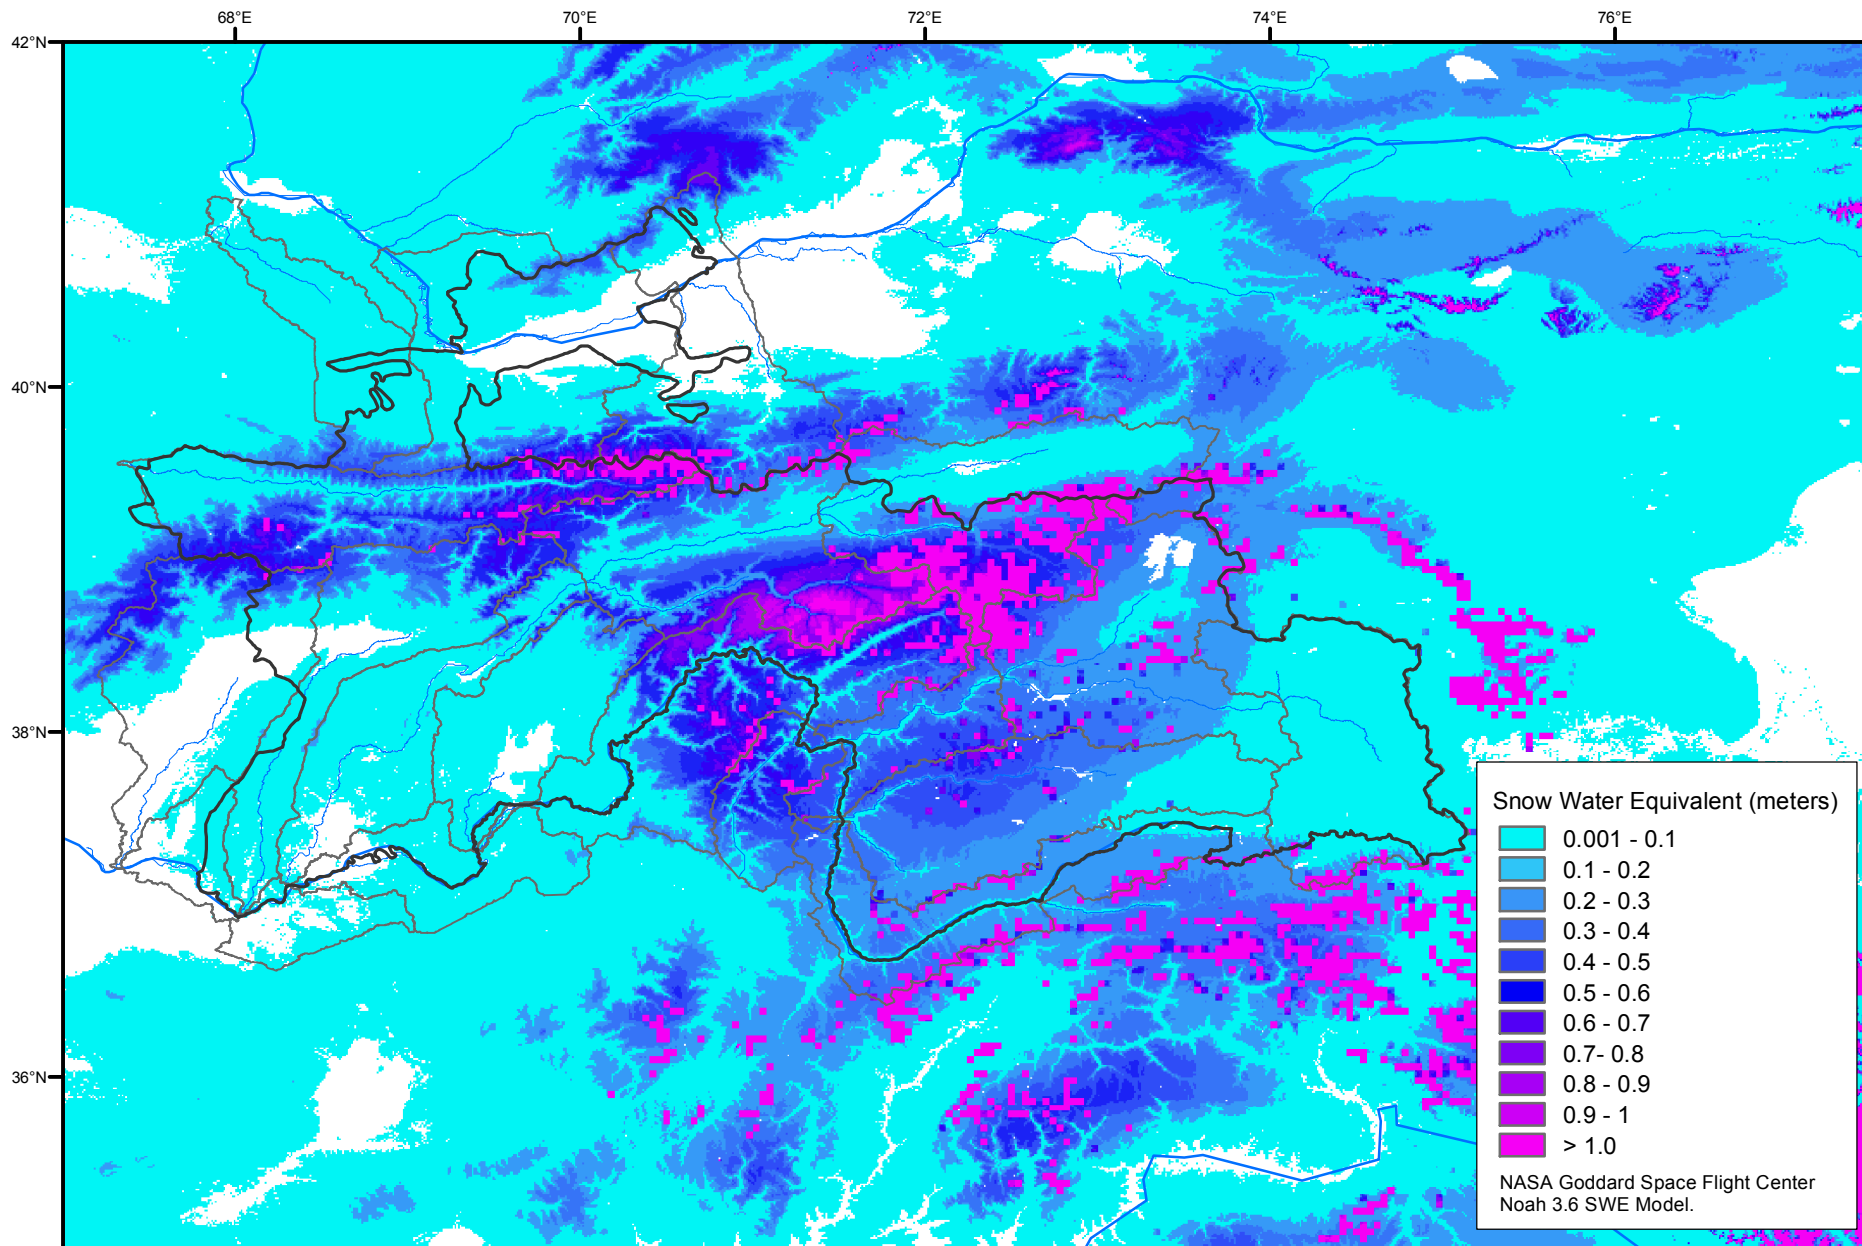 68°E
70°E
72°E
74°E
76°E
42°N
40°N
38°N
36°N
Snow Water Equivalent (meters)
0.001 - 0.1
0.1 - 0.2
0.2 - 0.3
0.3 - 0.4
0.4 - 0.5
0.5 - 0.6
0.6 - 0.7
0.7- 0.8
0.8 - 0.9
0.9 - 1
> 1.0
NASA Goddard Space Flight Center
Noah 3.6 SWE Model.